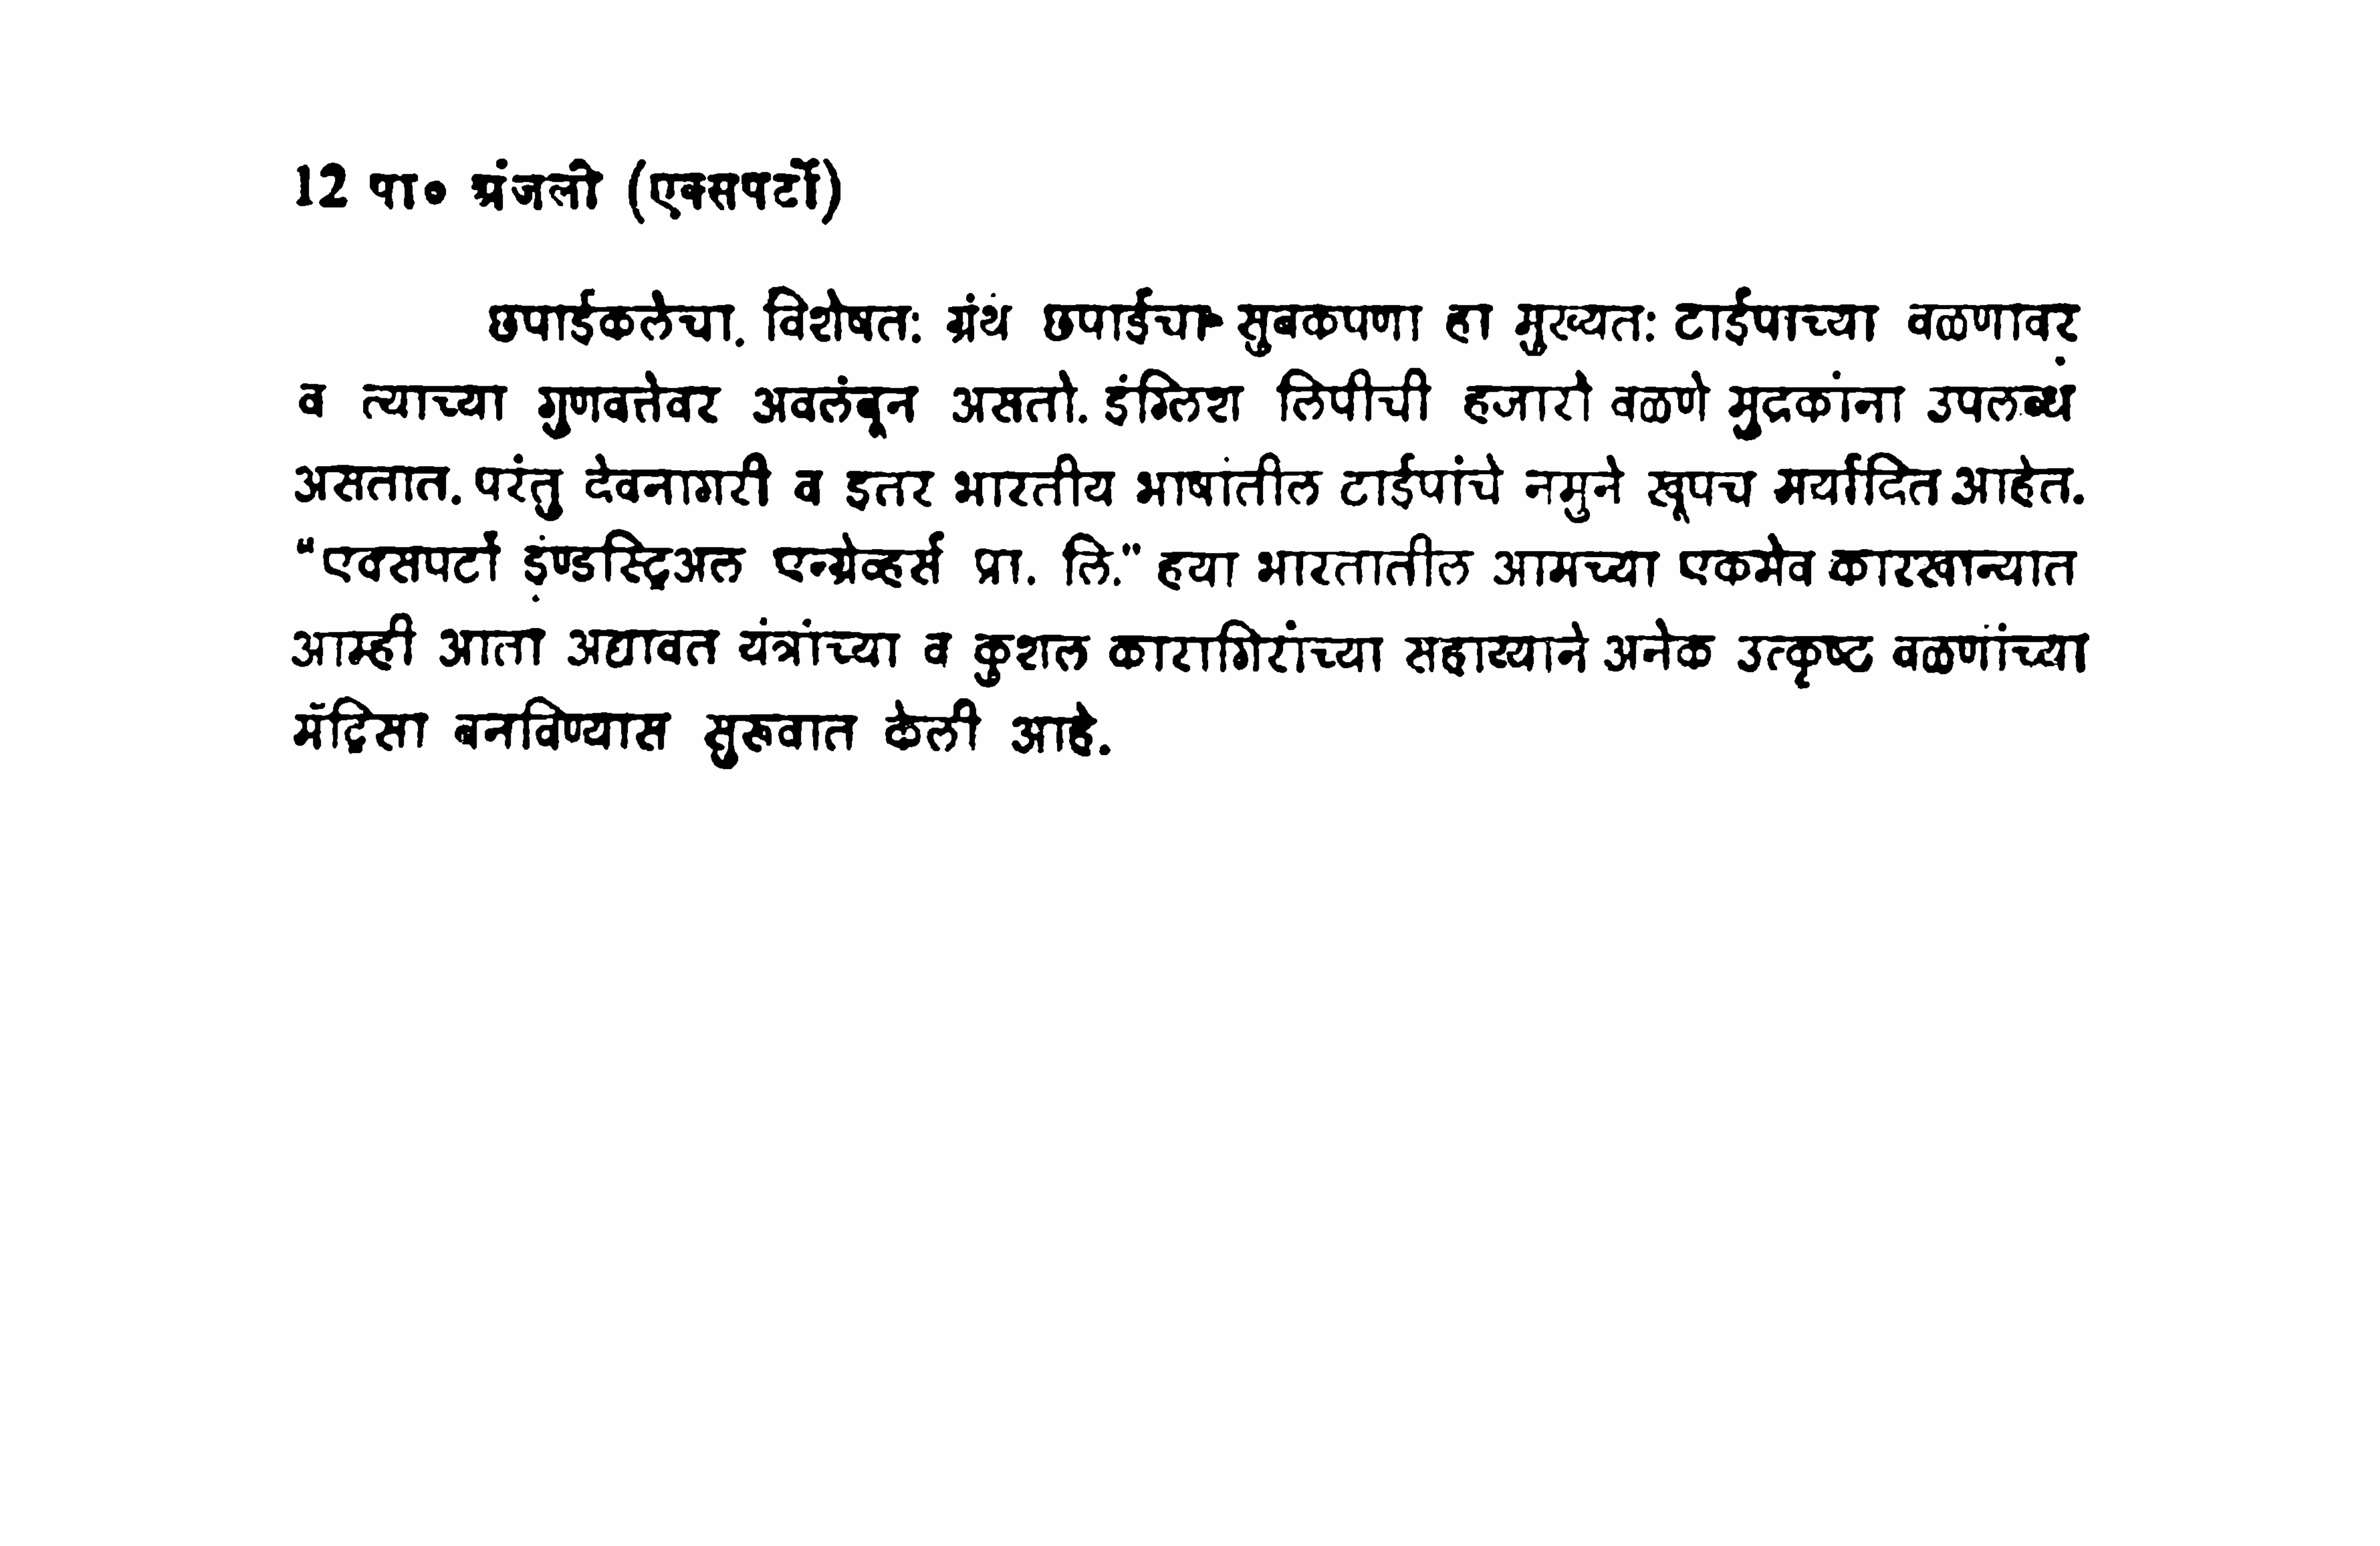 12 पा० प्रंजली (एक्सपर्टो)
छपाईकलेचा. विशेषत: ग्रंथ छपाईचा सुबकपणा हा मुख्यत: टाईपाच्या वळणावर
व त्याच्या गुणवत्तेवर अवलंबून असतो. इंग्लिश लिपीची हजारो वळणे मुद्रकांना उपलब्ध
असतात. परंतु देवनागरी व इतर भारतीय भाषांतील टाईपांचे नमुने खूपच मर्यादित आहेत.
“एक्सपर्टो इंण्डस्ट्रिअल एन्ग्रेव्हर्स प्रा. लि.” हया भारतातील आमच्या एकमेव कारखान्यात
आम्ही आता अद्यावत यंत्रांच्या व कुशल कारागिरांच्या सहाय्याने अनेक उत्कृष्ट वळणांच्या
मॅट्रिसा बनविण्यास सुरूवात केली आहे.